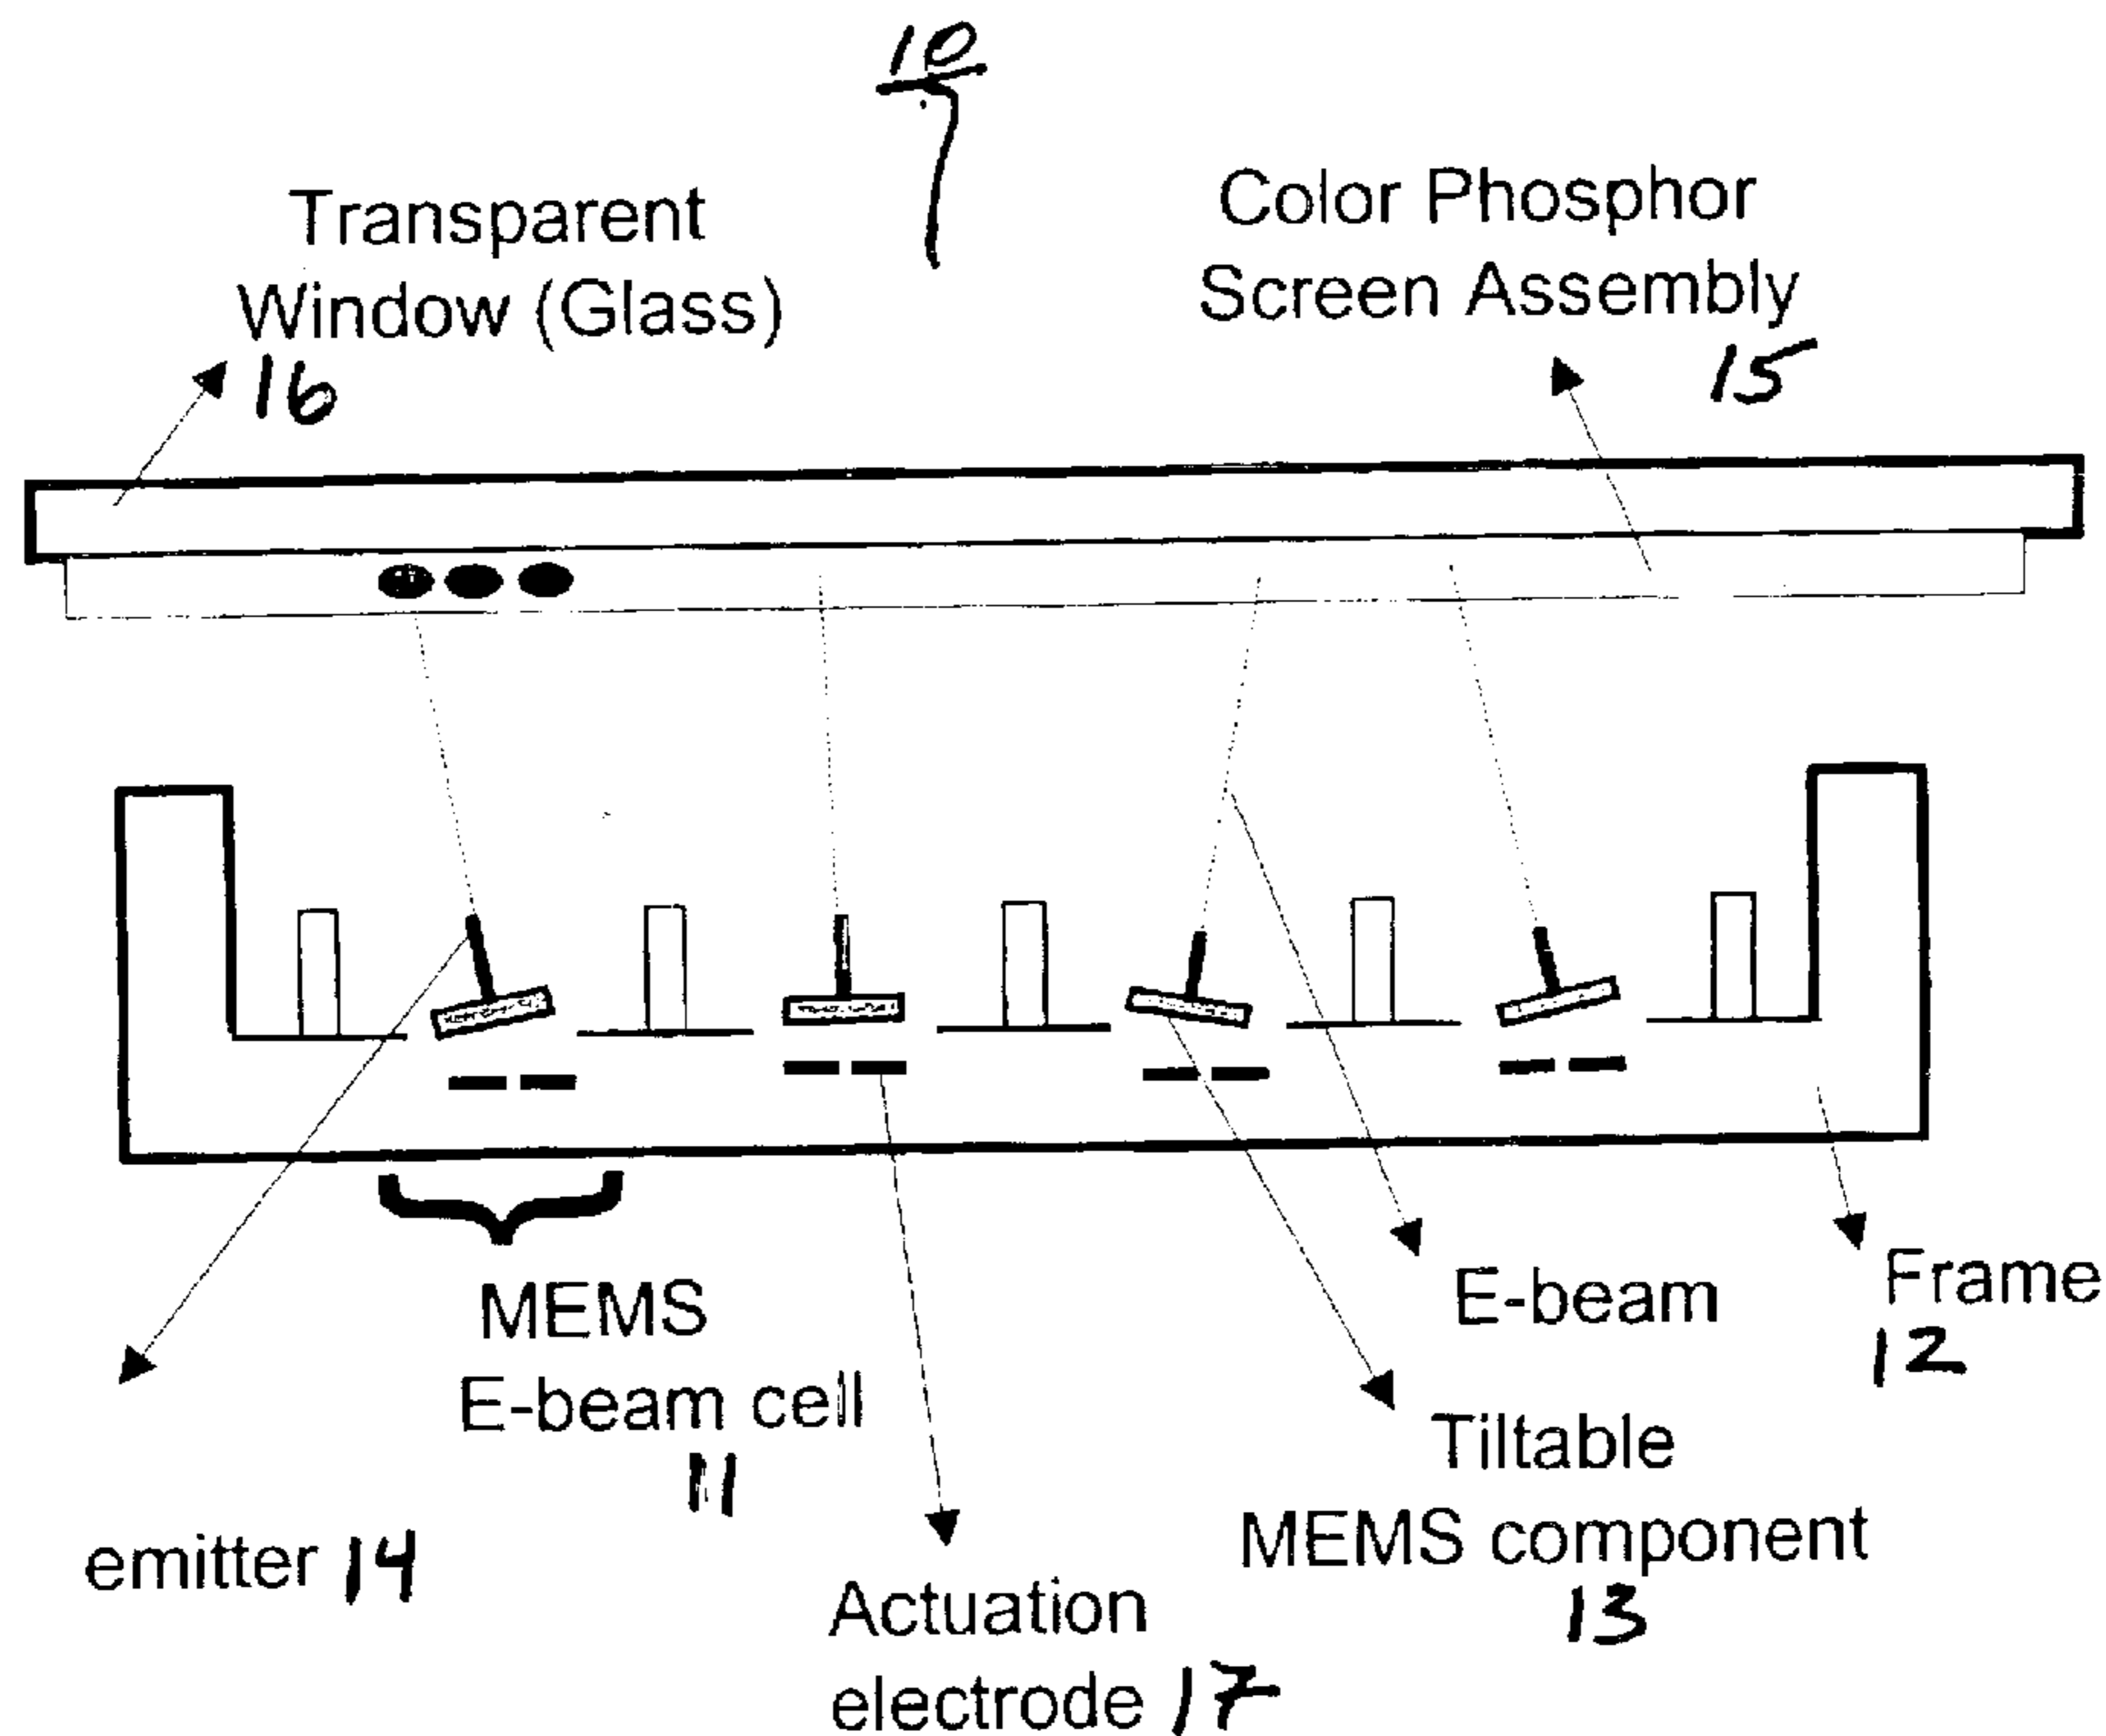 10
Transparent
Window (Glass)
16
Color Phosphor
Screen Assembly
15
MEMS
E-beam cell
11
E-beam
Frame
12
Tiltable
MEMS component
13
emitter 14
Actuation
electrode 17